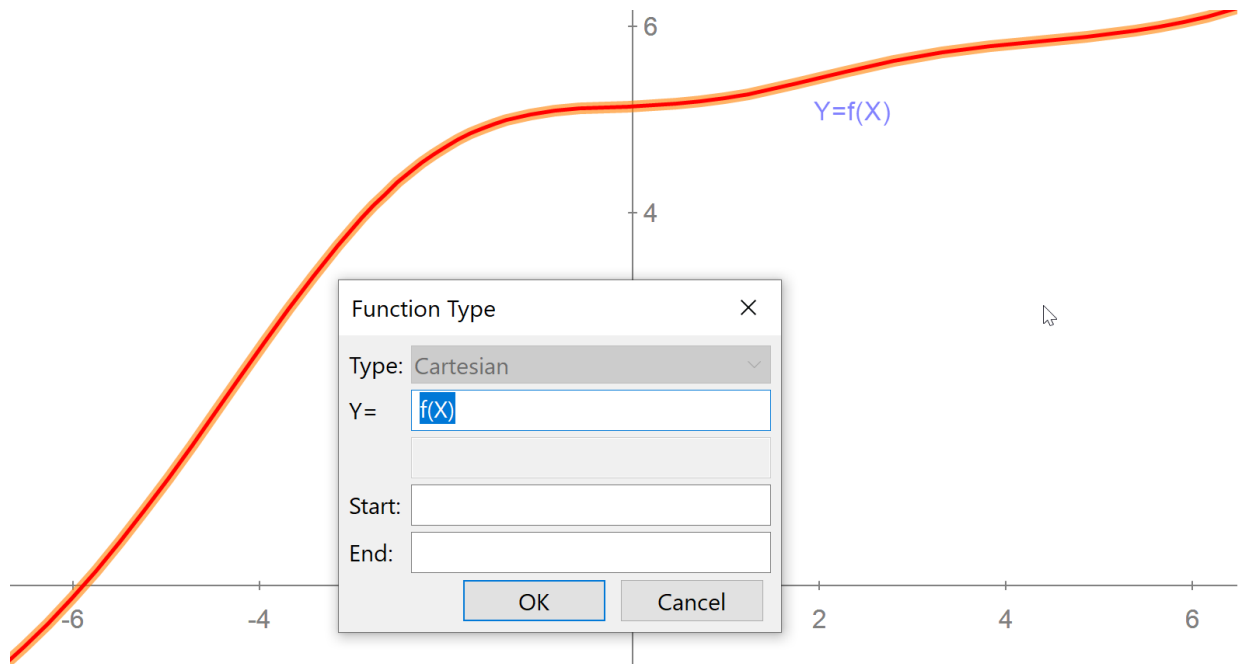 6
Y=f(X)
4
Function Type
Type: Cartesian
Y= f(X)
Start:
End:
OK Cancel
-6 -4 2 4 6